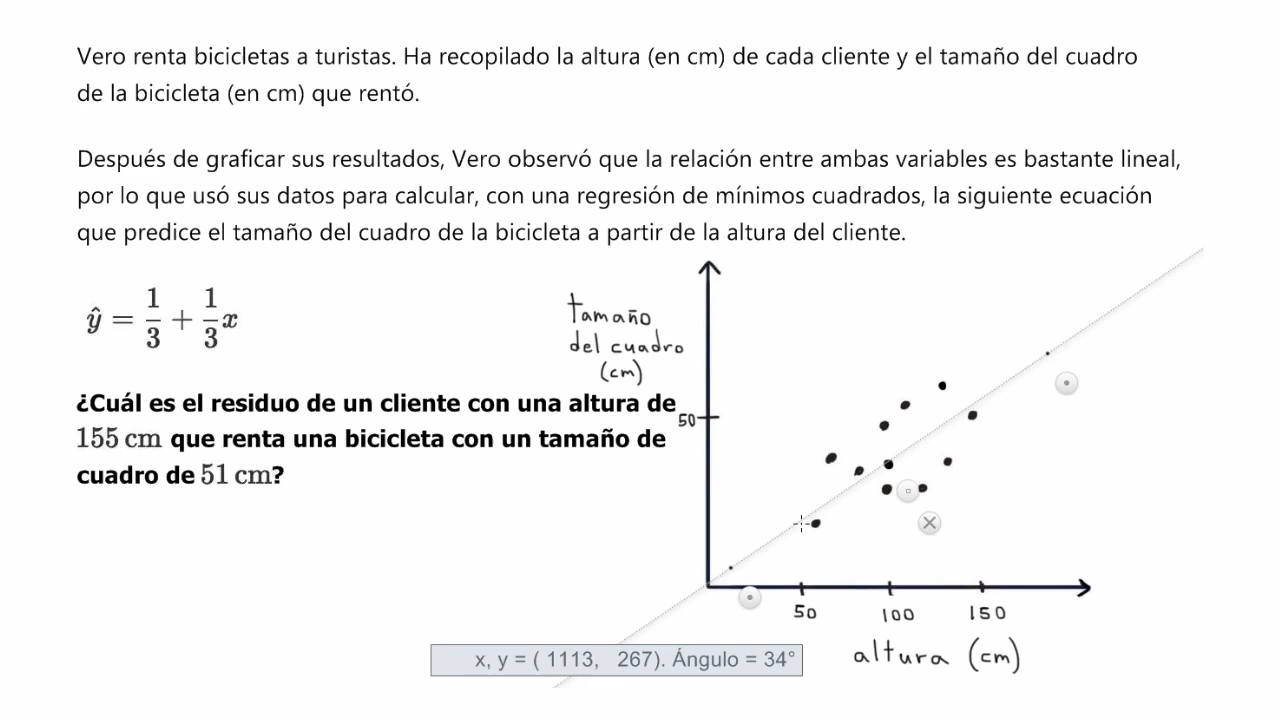 Vero renta bicicletas a turistas. Ha recopilado la altura (en cm) de cada cliente y el tamaño del cuadro
de la bicicleta (en cm) que rentó.
Después de graficar sus resultados, Vero observó que la relación entre ambas variables es bastante lineal,
por lo que usó sus datos para calcular, con una regresión de mínimos cuadrados, la siguiente ecuación
que predice el tamaño del cuadro de la bicicleta a partir de la altura del cliente.
ŷ = 1/3 + 1/3 x
¿Cuál es el residuo de un cliente con una altura de
155 cm que renta una bicicleta con un tamaño de
cuadro de 51 cm?
tamaño
del cuadro
(cm)
50
50 100 150
altura (cm)
x, y = ( 1113, 267). Ángulo = 34°